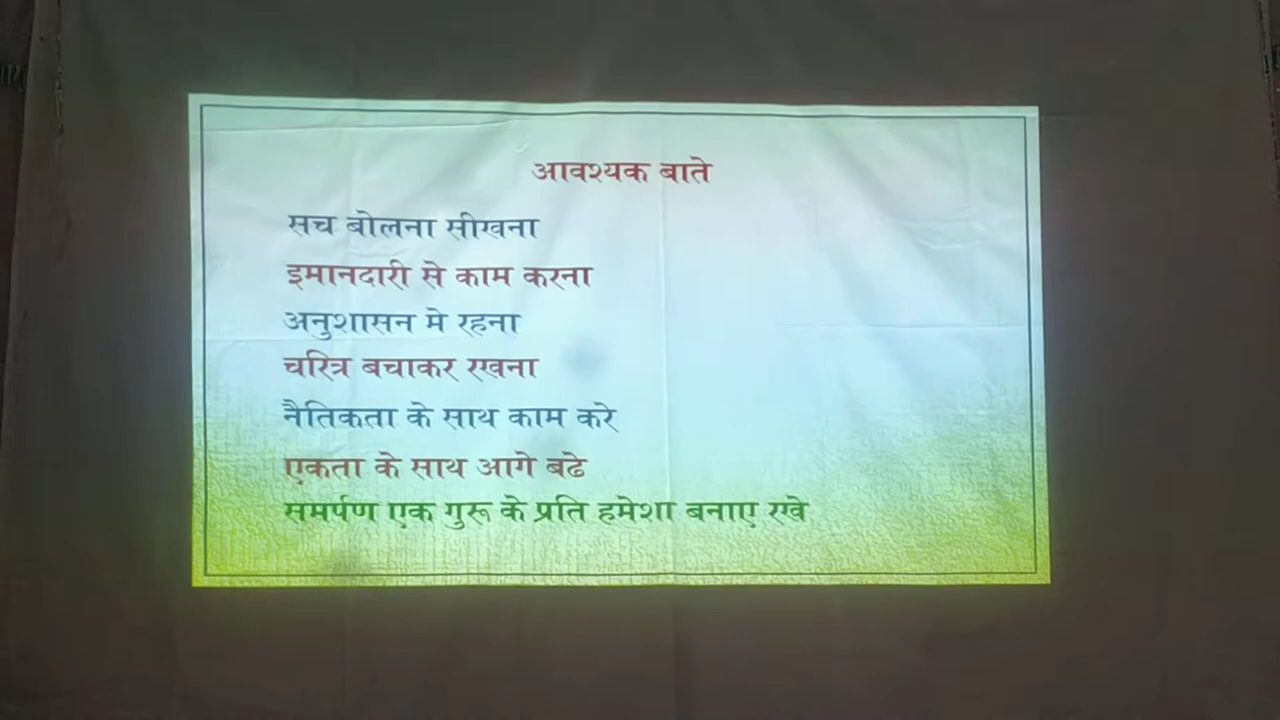 आवश्यक बाते
सच बोलना सीखना
इमानदारी से काम करना
अनुशासन मे रहना
चरित्र बचाकर रखना
नैतिकता के साथ काम करे
एकता के साथ आगे बढे
समर्पण एक गुरू के प्रति हमेशा बनाए रखे